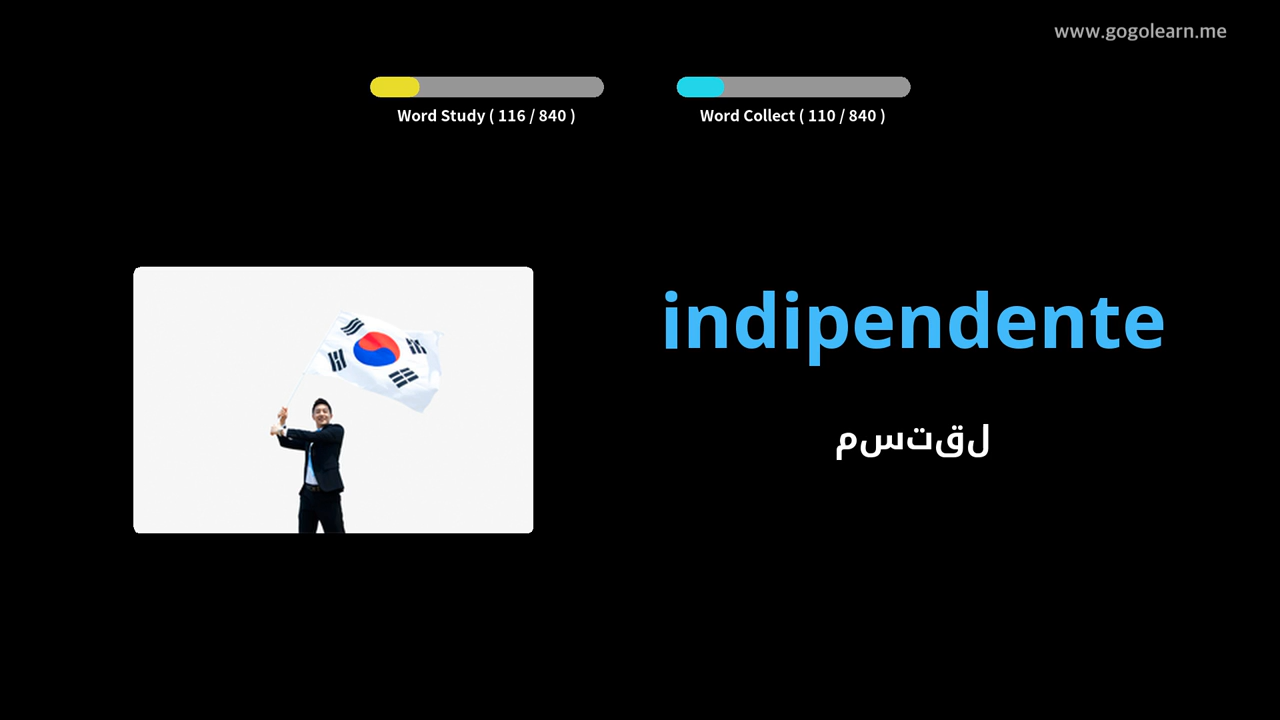 www.gogolearn.me
Word Study ( 116 / 840 )
Word Collect ( 110 / 840 )
indipendente
لقتسم